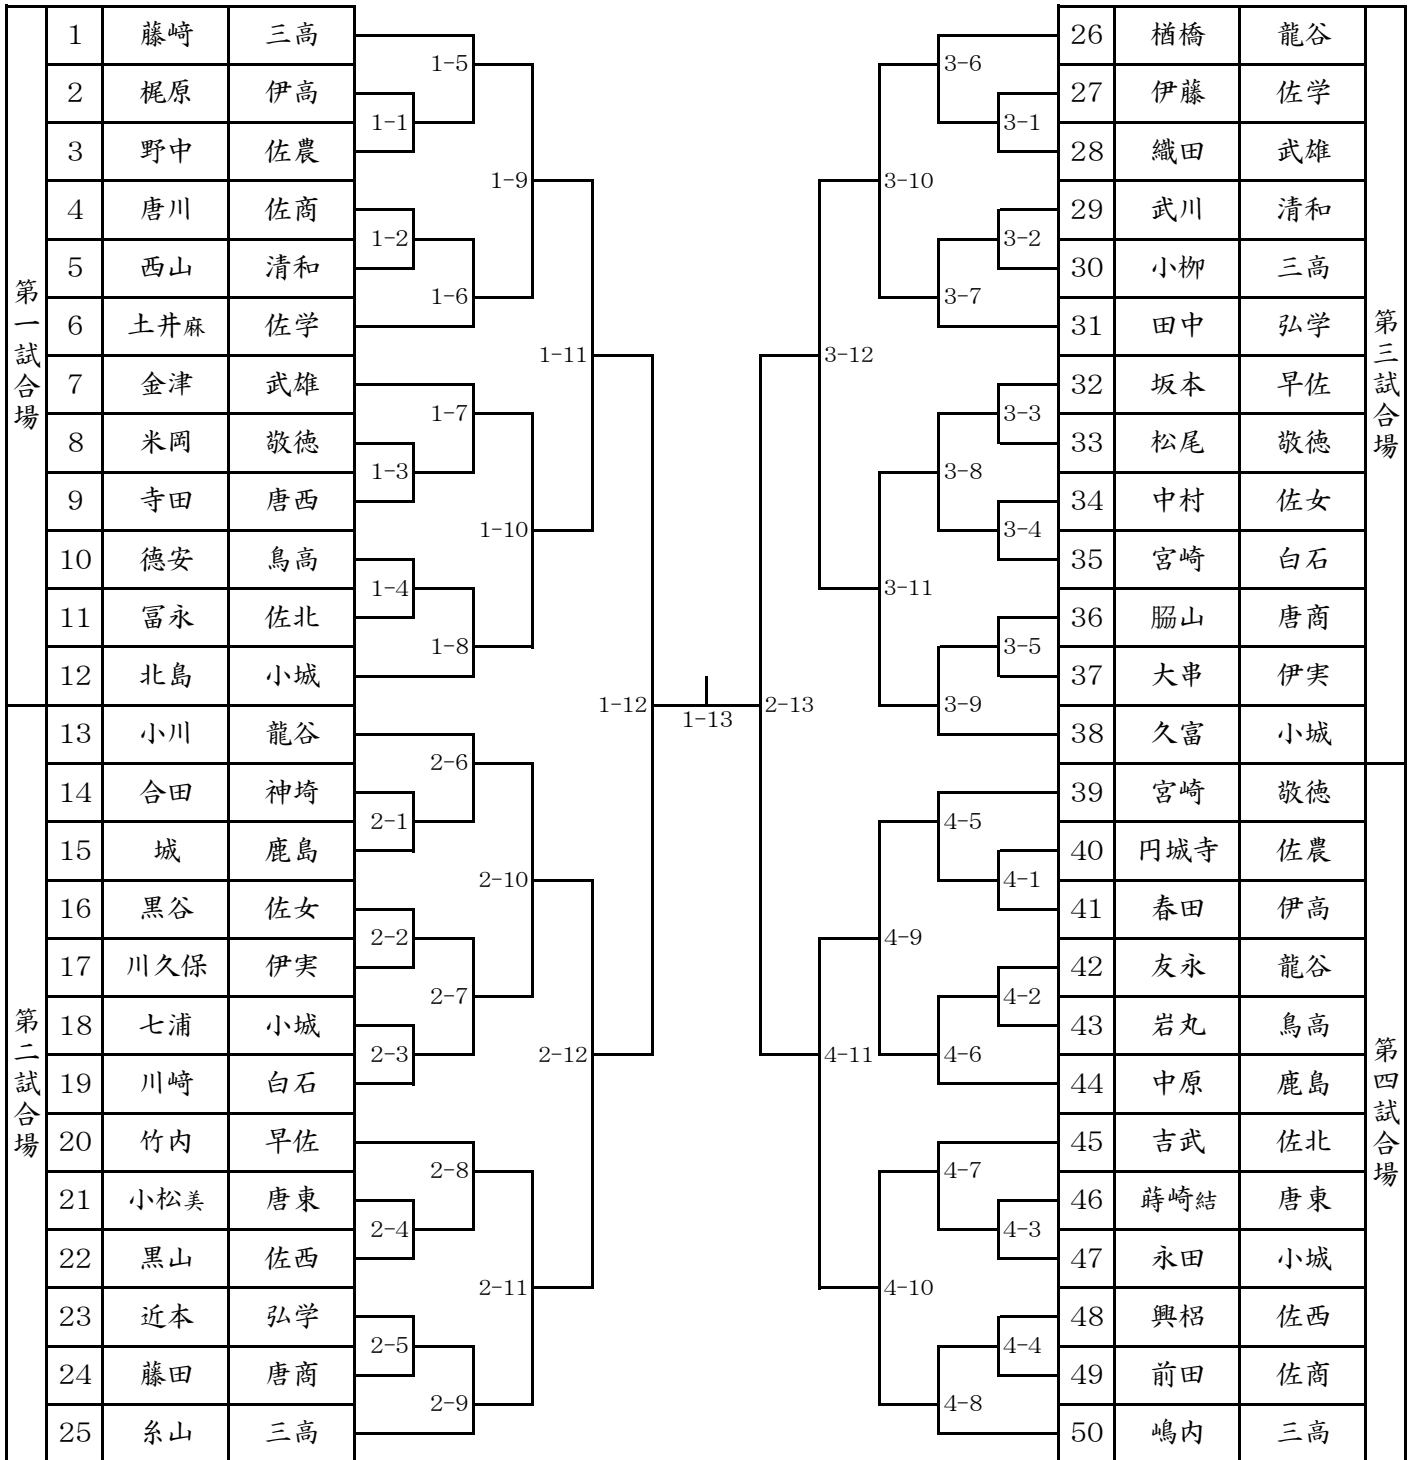 第一試合場
1 藤﨑 三高
2 梶原 伊高
3 野中 佐農
4 唐川 佐商
5 西山 清和
6 土井麻 佐学
7 金津 武雄
8 米岡 敬徳
9 寺田 唐西
10 德安 鳥高
11 冨永 佐北
12 北島 小城
第二試合場
13 小川 龍谷
14 合田 神埼
15 城 鹿島
16 黒谷 佐女
17 川久保 伊実
18 七浦 小城
19 川﨑 白石
20 竹内 早佐
21 小松美 唐東
22 黒山 佐西
23 近本 弘学
24 藤田 唐商
25 糸山 三高
1-5
1-1
1-9
1-2
1-6
1-11
1-7
1-3
1-10
1-4
1-8
1-12
2-6
2-1
2-10
2-2
2-7
2-3
2-12
2-8
2-4
2-11
2-5
2-9
1-13
2-13
3-6
3-1
3-10
3-2
3-7
3-12
3-3
3-8
3-4
3-11
3-5
3-9
4-5
4-1
4-9
4-2
4-6
4-11
4-7
4-3
4-10
4-4
4-8
第三試合場
26 楢橋 龍谷
27 伊藤 佐学
28 織田 武雄
29 武川 清和
30 小栁 三高
31 田中 弘学
32 坂本 早佐
33 松尾 敬徳
34 中村 佐女
35 宮崎 白石
36 脇山 唐商
37 大串 伊実
38 久富 小城
第四試合場
39 宮崎 敬徳
40 円城寺 佐農
41 春田 伊高
42 友永 龍谷
43 岩丸 鳥高
44 中原 鹿島
45 吉武 佐北
46 蒔崎結 唐東
47 永田 小城
48 興梠 佐西
49 前田 佐商
50 嶋内 三高